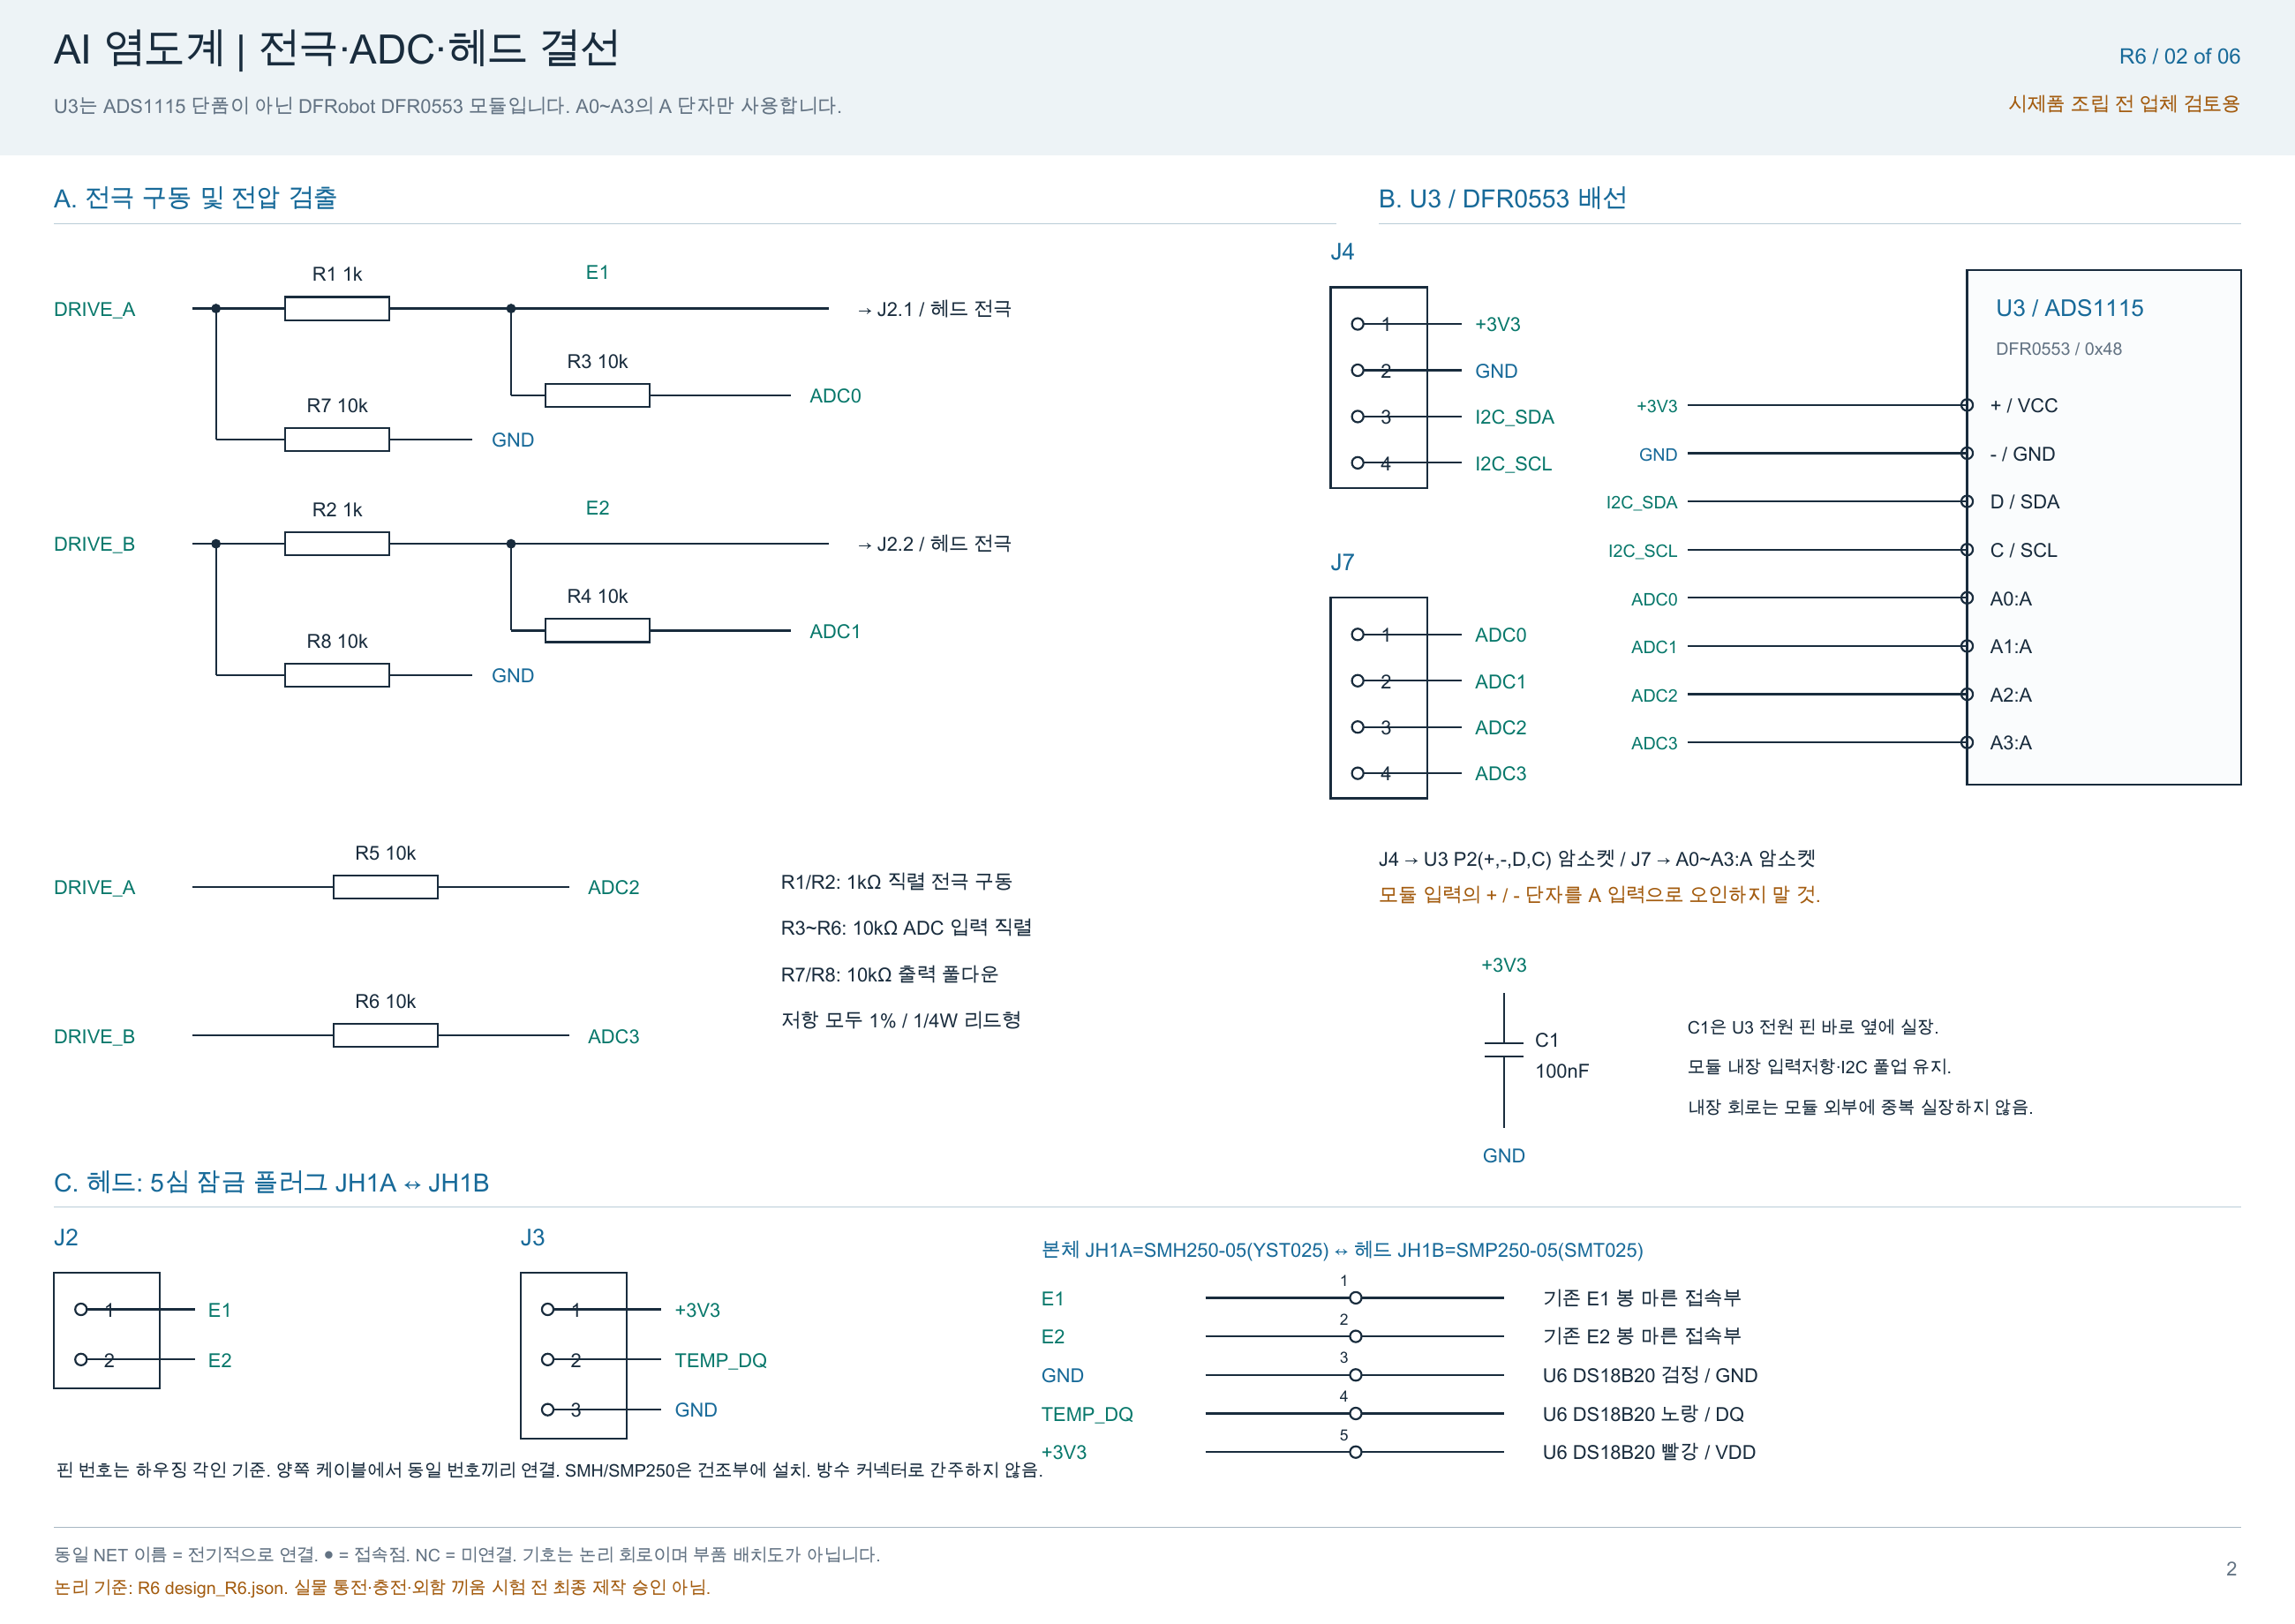 AI 염도계 | 전극·ADC·헤드 결선
R6 / 02 of 06
U3는 ADS1115 단품이 아닌 DFRobot DFR0553 모듈입니다. A0~A3의 A 단자만 사용합니다.
시제품 조립 전 업체 검토용
A. 전극 구동 및 전압 검출
R1 1k
E1
DRIVE_A
→ J2.1 / 헤드 전극
R3 10k
ADC0
R7 10k
GND
R2 1k
E2
DRIVE_B
→ J2.2 / 헤드 전극
R4 10k
ADC1
R8 10k
GND
R5 10k
DRIVE_A
ADC2
R6 10k
DRIVE_B
ADC3
R1/R2: 1kΩ 직렬 전극 구동
R3~R6: 10kΩ ADC 입력 직렬
R7/R8: 10kΩ 출력 풀다운
저항 모두 1% / 1/4W 리드형
B. U3 / DFR0553 배선
J4
1 +3V3
2 GND
3 I2C_SDA
4 I2C_SCL
J7
1 ADC0
2 ADC1
3 ADC2
4 ADC3
U3 / ADS1115
DFR0553 / 0x48
+3V3 + / VCC
GND - / GND
I2C_SDA D / SDA
I2C_SCL C / SCL
ADC0 A0:A
ADC1 A1:A
ADC2 A2:A
ADC3 A3:A
J4 → U3 P2(+,-,D,C) 암소켓 / J7 → A0~A3:A 암소켓
모듈 입력의 + / - 단자를 A 입력으로 오인하지 말 것.
+3V3
C1
100nF
GND
C1은 U3 전원 핀 바로 옆에 실장.
모듈 내장 입력저항·I2C 풀업 유지.
내장 회로는 모듈 외부에 중복 실장하지 않음.
C. 헤드: 5심 잠금 플러그 JH1A ↔ JH1B
J2
1 E1
2 E2
J3
1 +3V3
2 TEMP_DQ
3 GND
본체 JH1A=SMH250-05(YST025) ↔ 헤드 JH1B=SMP250-05(SMT025)
E1 1 기존 E1 봉 마른 접속부
E2 2 기존 E2 봉 마른 접속부
GND 3 U6 DS18B20 검정 / GND
TEMP_DQ 4 U6 DS18B20 노랑 / DQ
+3V3 5 U6 DS18B20 빨강 / VDD
핀 번호는 하우징 각인 기준. 양쪽 케이블에서 동일 번호끼리 연결. SMH/SMP250은 건조부에 설치. 방수 커넥터로 간주하지 않음.
동일 NET 이름 = 전기적으로 연결. ● = 접속점. NC = 미연결. 기호는 논리 회로이며 부품 배치도가 아닙니다.
논리 기준: R6 design_R6.json. 실물 통전·충전·외함 끼움 시험 전 최종 제작 승인 아님.
2